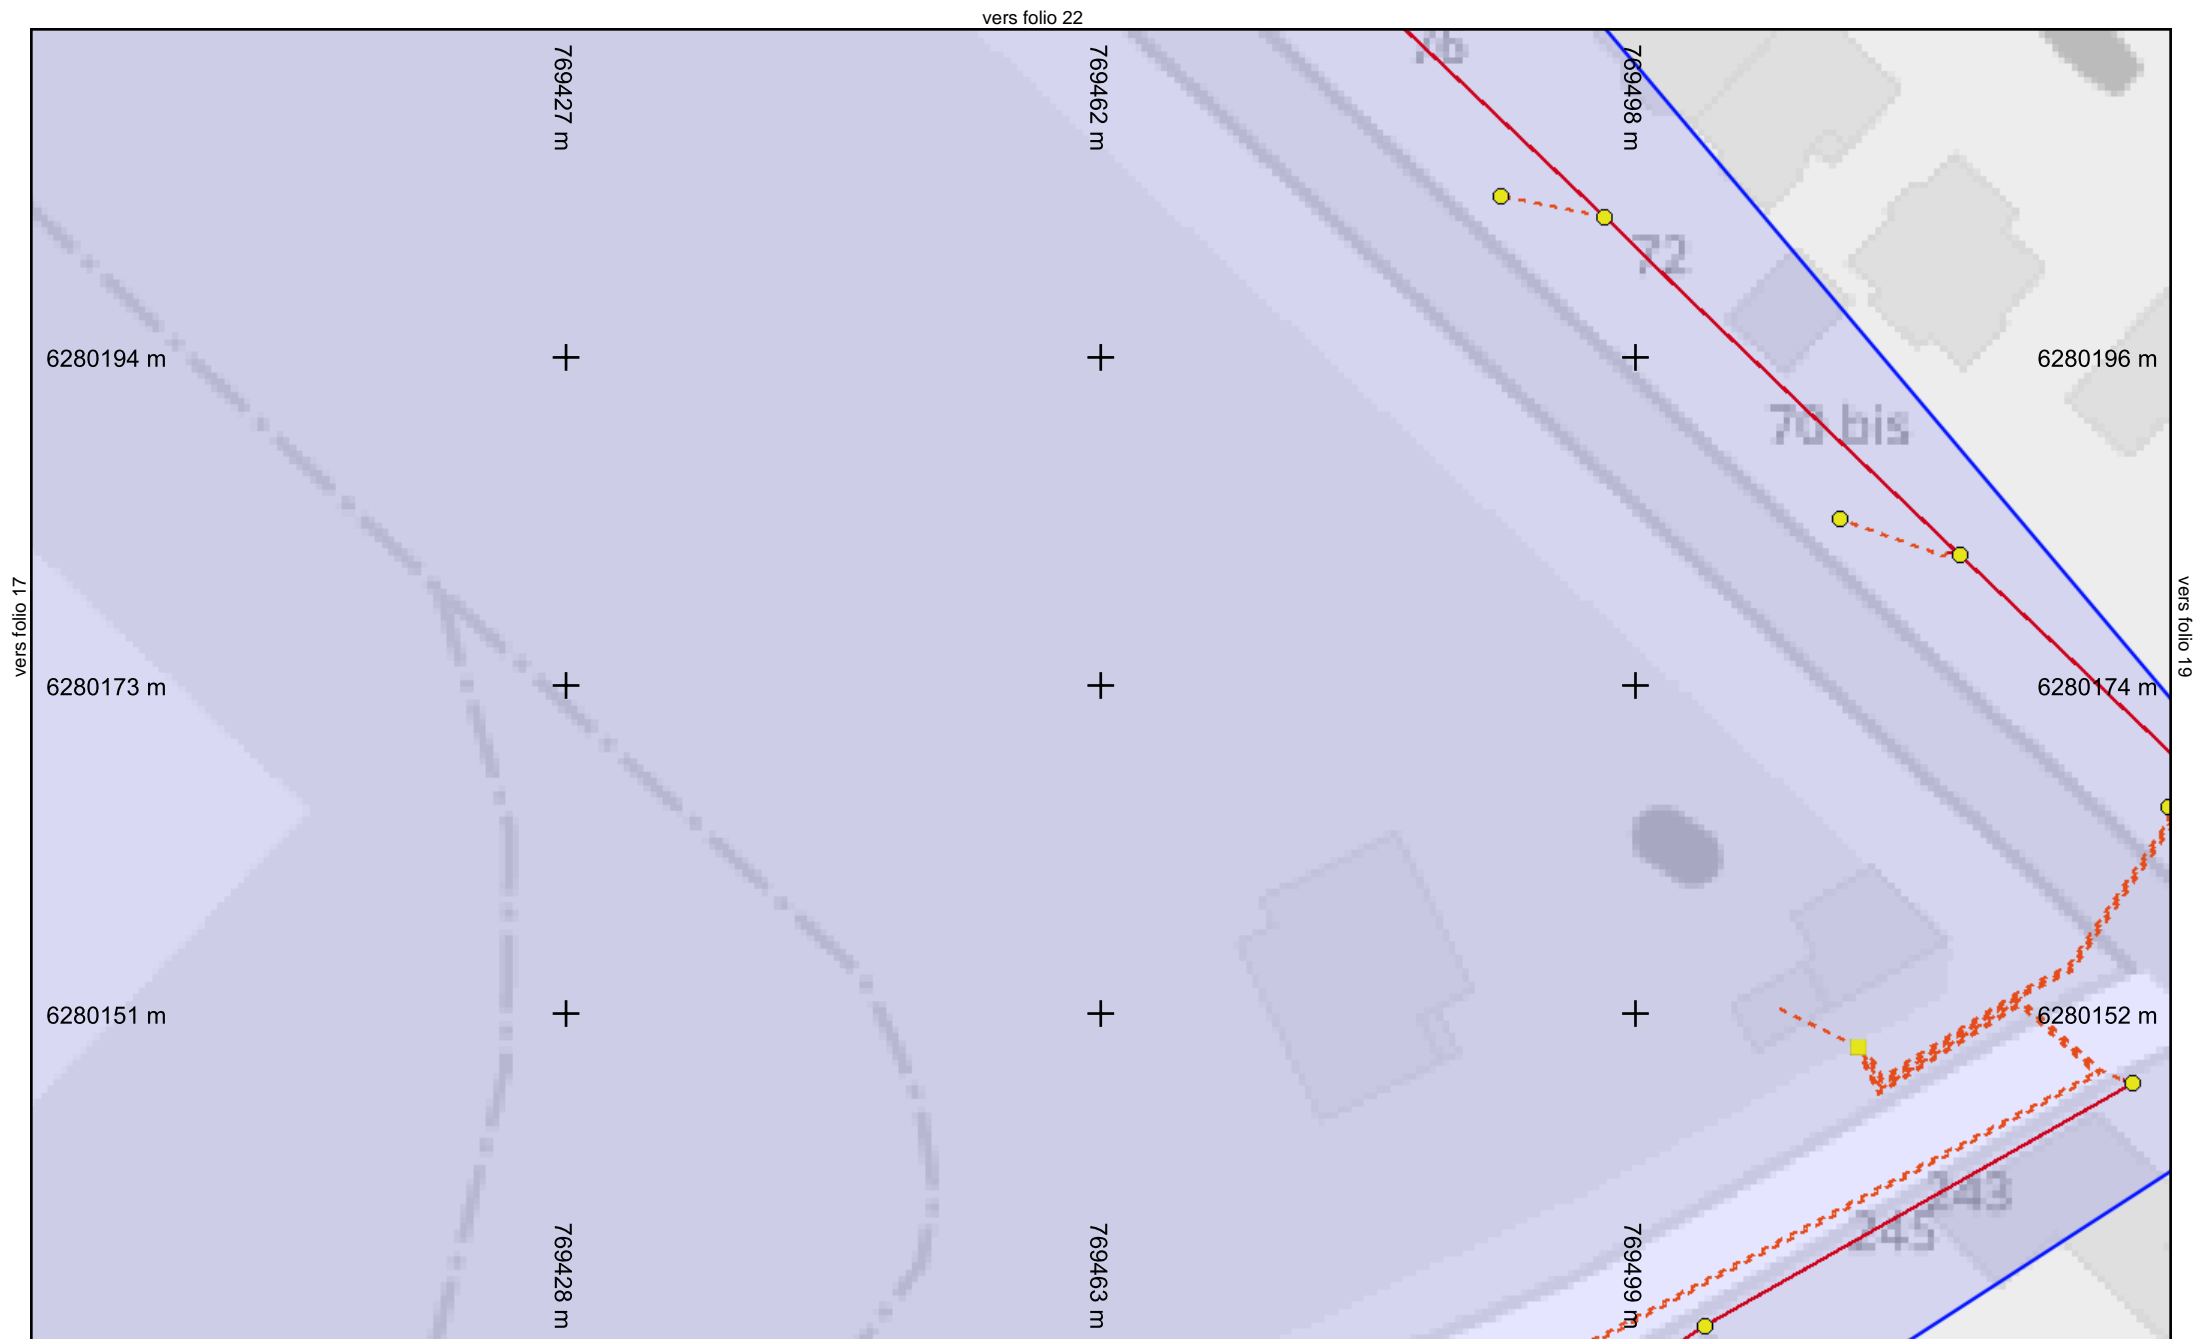 vers folio 22
76
769427 m
769462 m
769498 m
72
6280194 m
6280196 m
70 bis
vers folio 17
vers folio 19
6280173 m
6280174 m
6280151 m
6280152 m
243
245
769428 m
769463 m
769499 m